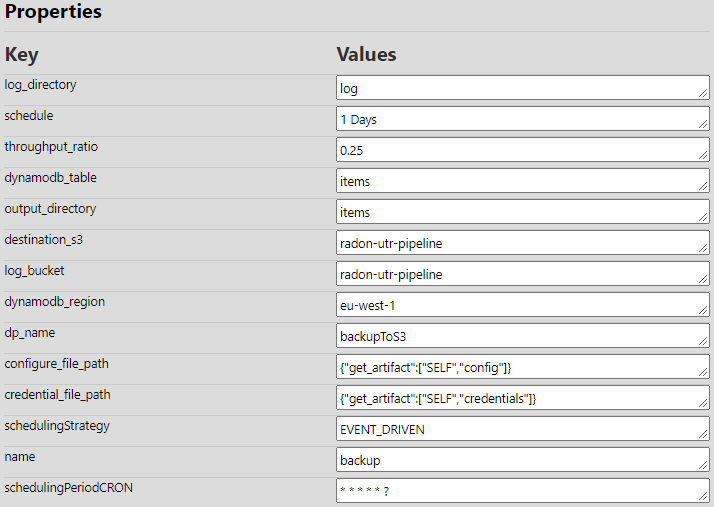 Properties
Key Values
log_directory log
schedule 1 Days
throughput_ratio 0.25
dynamodb_table items
output_directory items
destination_s3 radon-utr-pipeline
log_bucket radon-utr-pipeline
dynamodb_region eu-west-1
dp_name backupToS3
configure_file_path {"get_artifact":["SELF","config"]}
credential_file_path {"get_artifact":["SELF","credentials"]}
schedulingStrategy EVENT_DRIVEN
name backup
schedulingPeriodCRON * * * * * ?